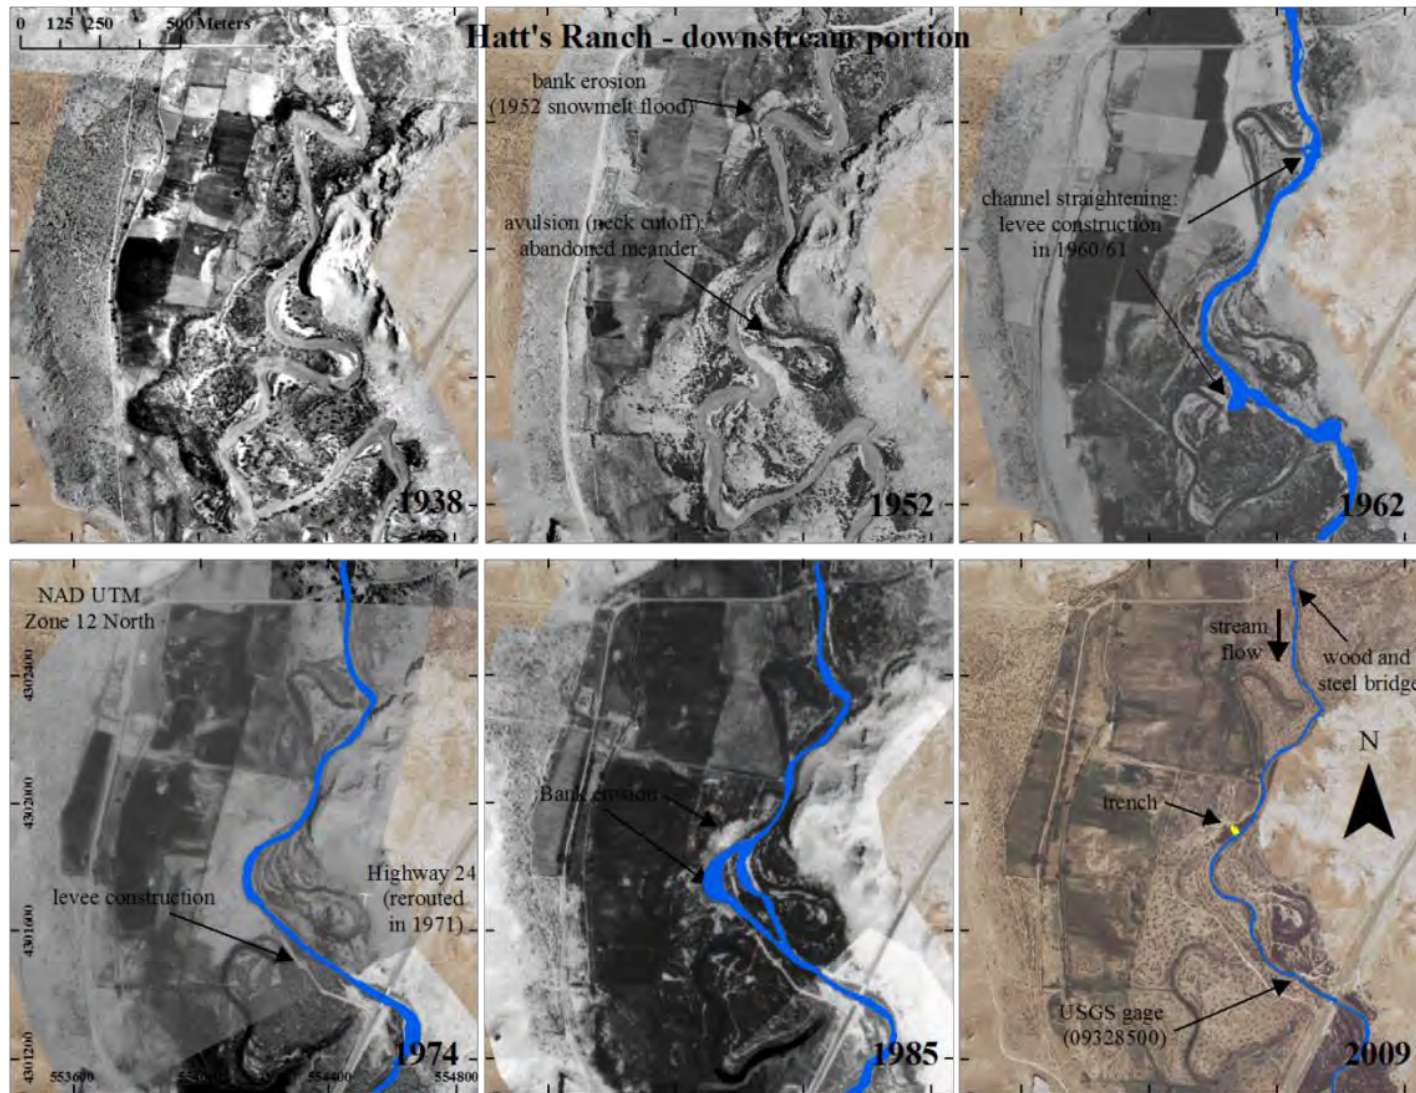 0 125 250 500 Meters
Hatt's Ranch - downstream portion
bank erosion
(1952 snowmelt flood)
avulsion (neck cutoff):
abandoned meander
channel straightening:
levee construction
in 1960/61
1938
1952
1962
NAD UTM
Zone 12 North
4302400
4302000
4301600
4301200
levee construction
Highway 24
(rerouted
in 1971)
1974
553600
554400
554800
Bank erosion
1985
stream
flow
wood and
steel bridge
N
trench
USGS gage
(09328500)
2009